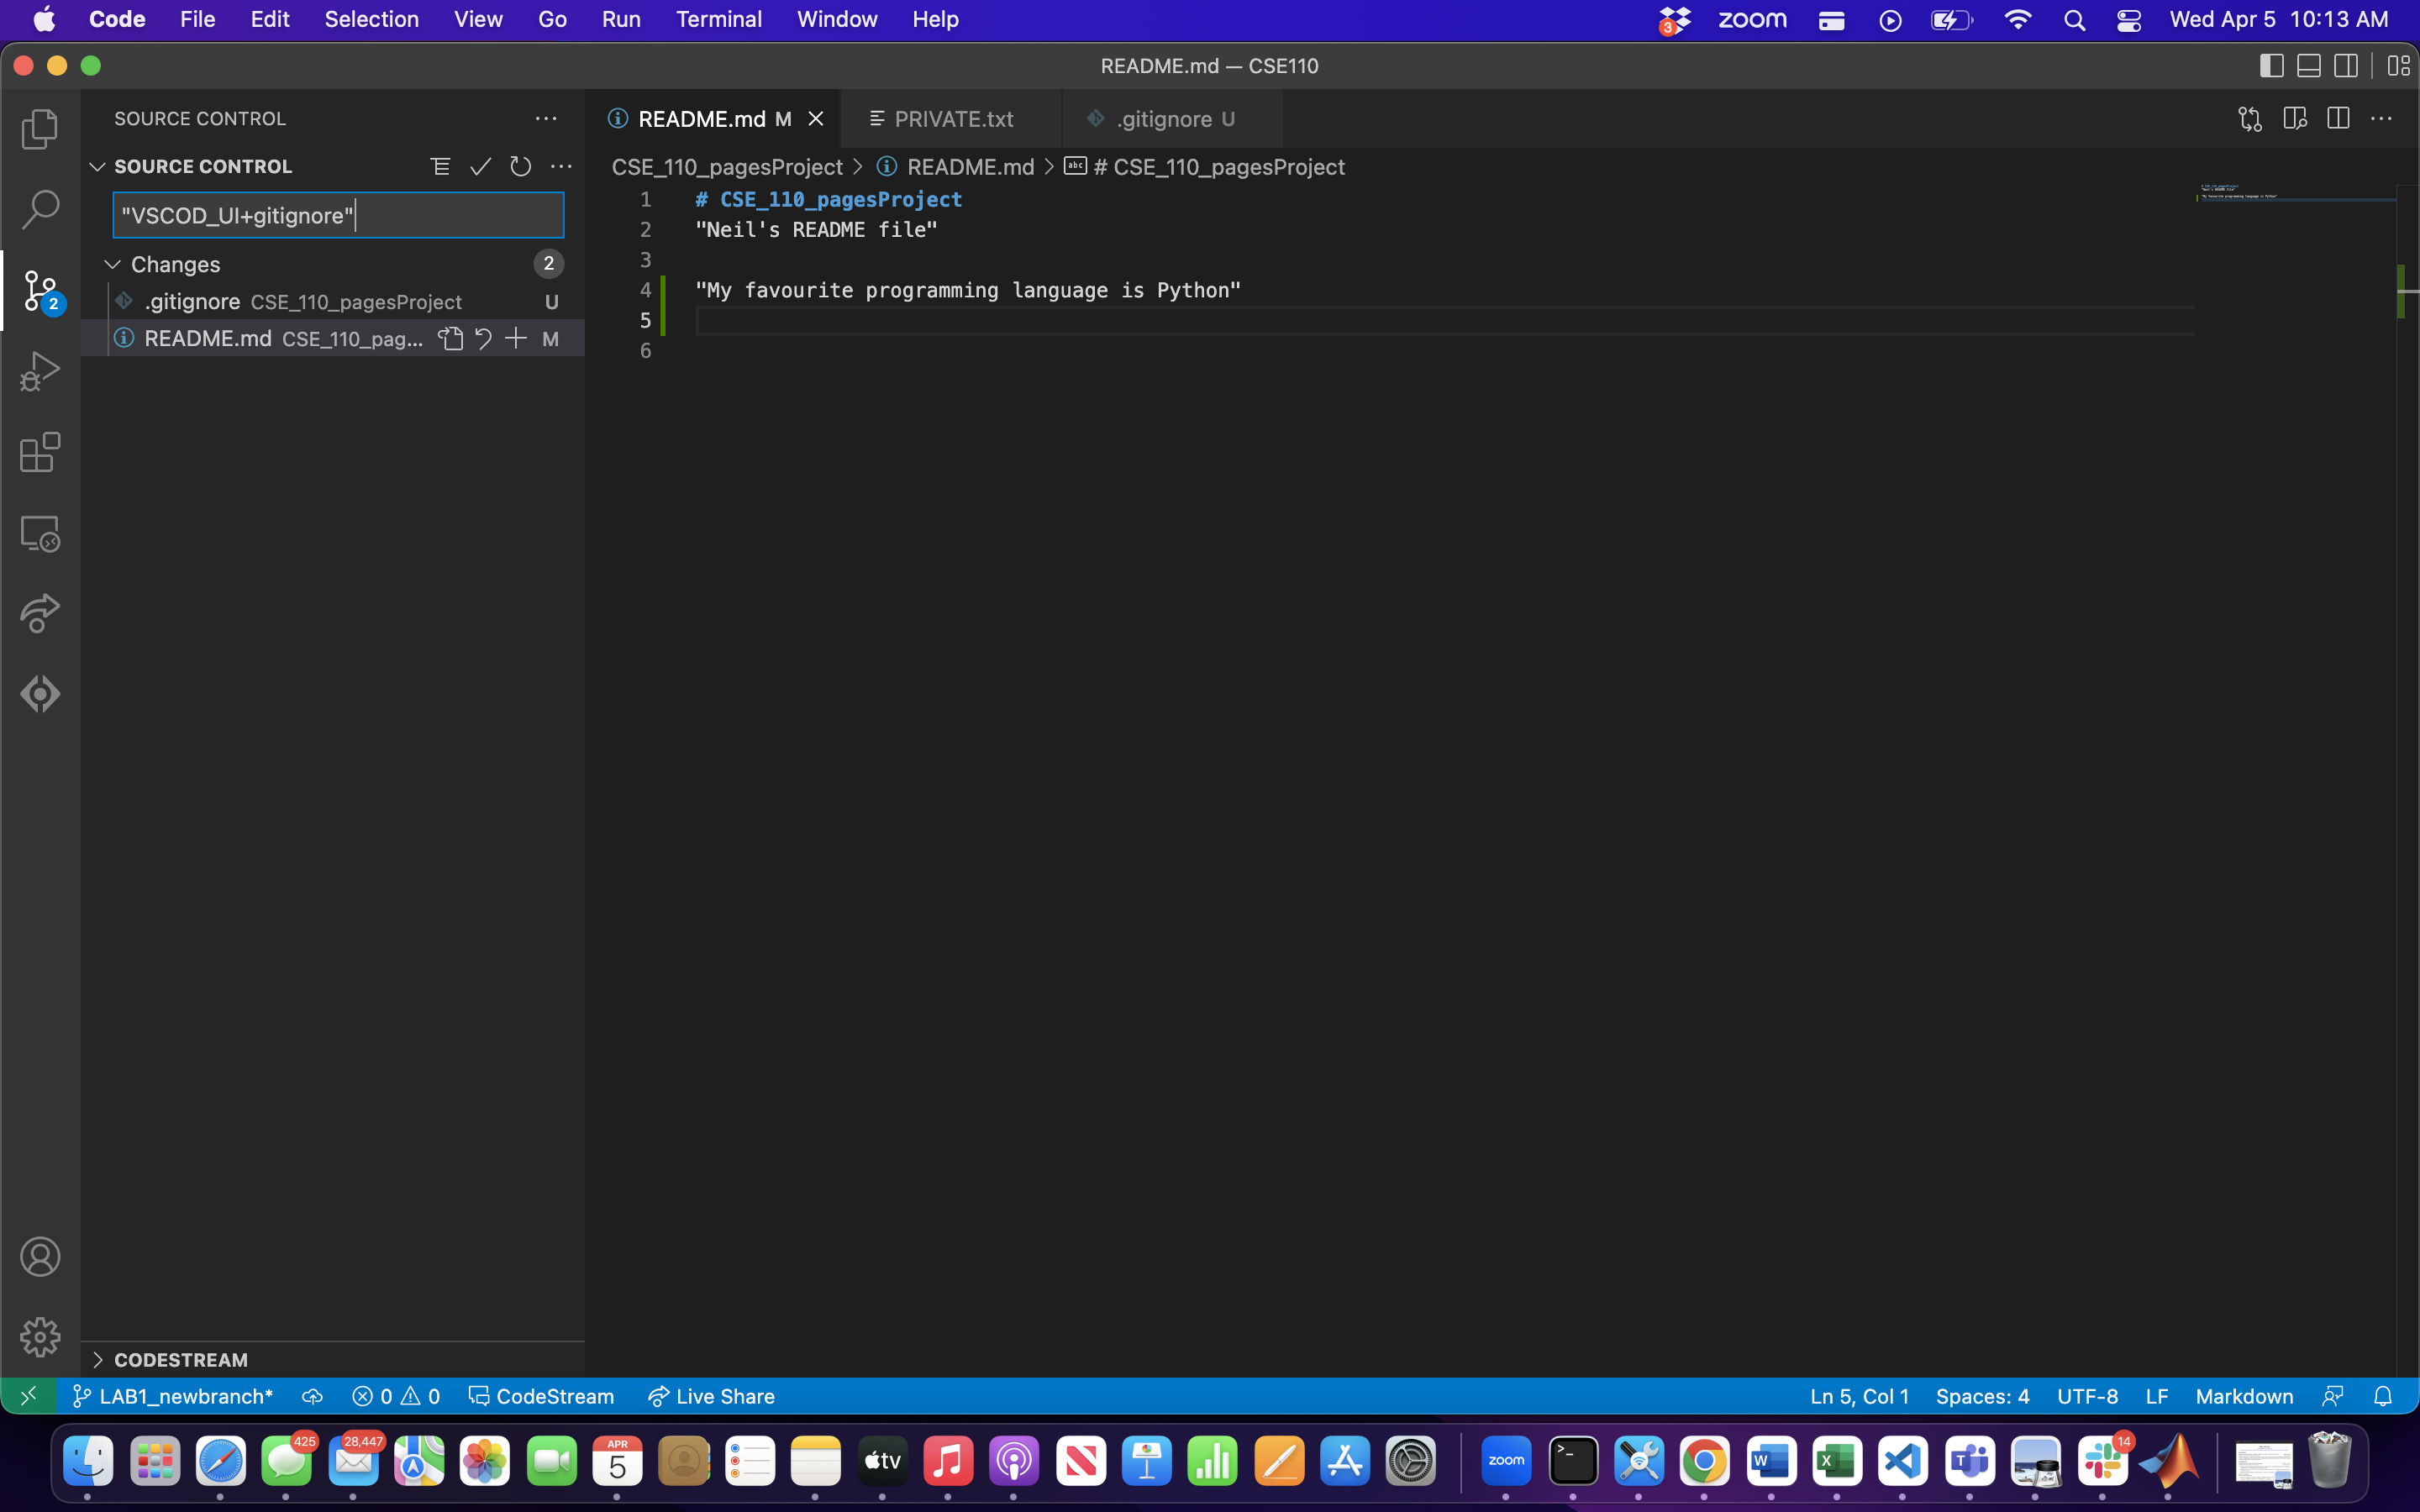 Code File Edit Selection View Go Run Terminal Window Help 3 zoom Wed Apr 5 10:13 AM
README.md — CSE110
SOURCE CONTROL ···
README.md M
PRIVATE.txt
.gitignore U
SOURCE CONTROL
CSE_110_pagesProject > README.md > abc # CSE_110_pagesProject
"VSCOD_UI+gitignore"
Changes 2
.gitignore CSE_110_pagesProject U
README.md CSE_110_pag... M
2
1 # CSE_110_pagesProject
2 "Neil's README file"
3
4 "My favourite programming language is Python"
5
6
CODESTREAM
LAB1_newbranch* 0 0 CodeStream Live Share Ln 5, Col 1 Spaces: 4 UTF-8 LF Markdown
425 28,447 APR 5 tv zoom >_ W X T 14